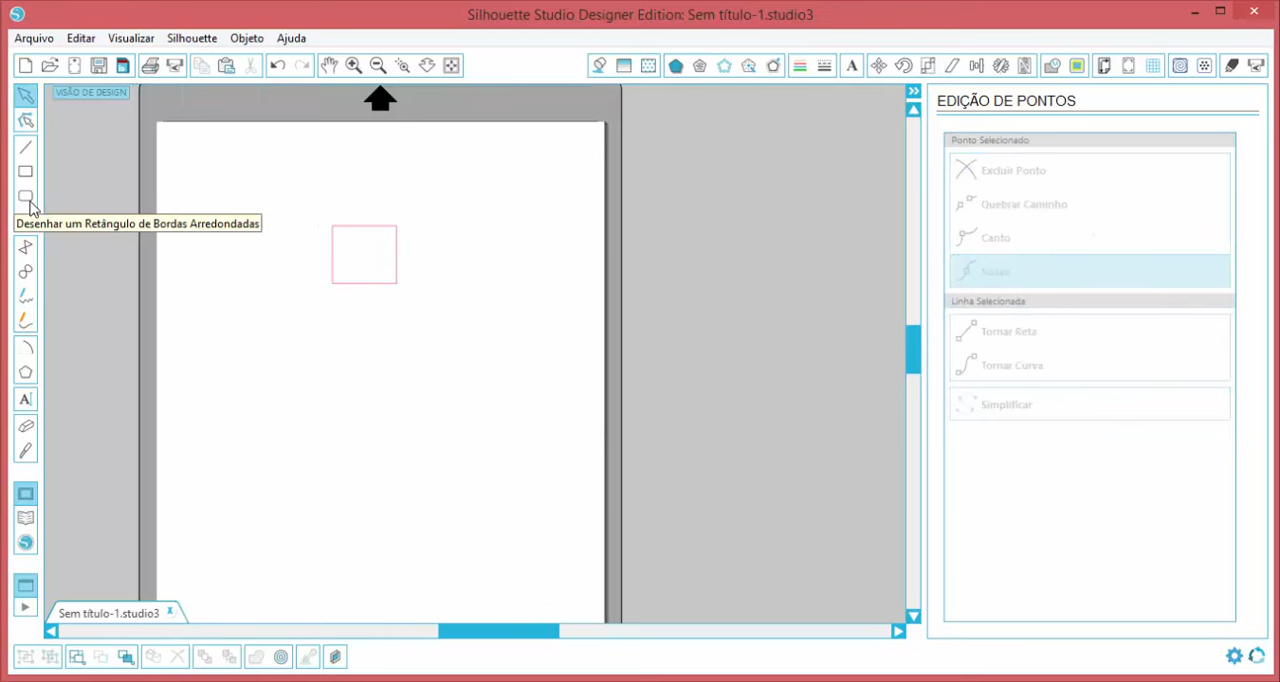 Silhouette Studio Designer Edition: Sem título-1.studio3
Arquivo Editar Visualizar Silhouette Objeto Ajuda
VISÃO DE DESIGN
EDIÇÃO DE PONTOS
Ponto Selecionado
Excluir Ponto
Quebrar Caminho
Canto
Suave
Linha Selecionada
Tornar Reta
Tornar Curva
Simplificar
Desenhar um Retângulo de Bordas Arredondadas
Sem título-1.studio3